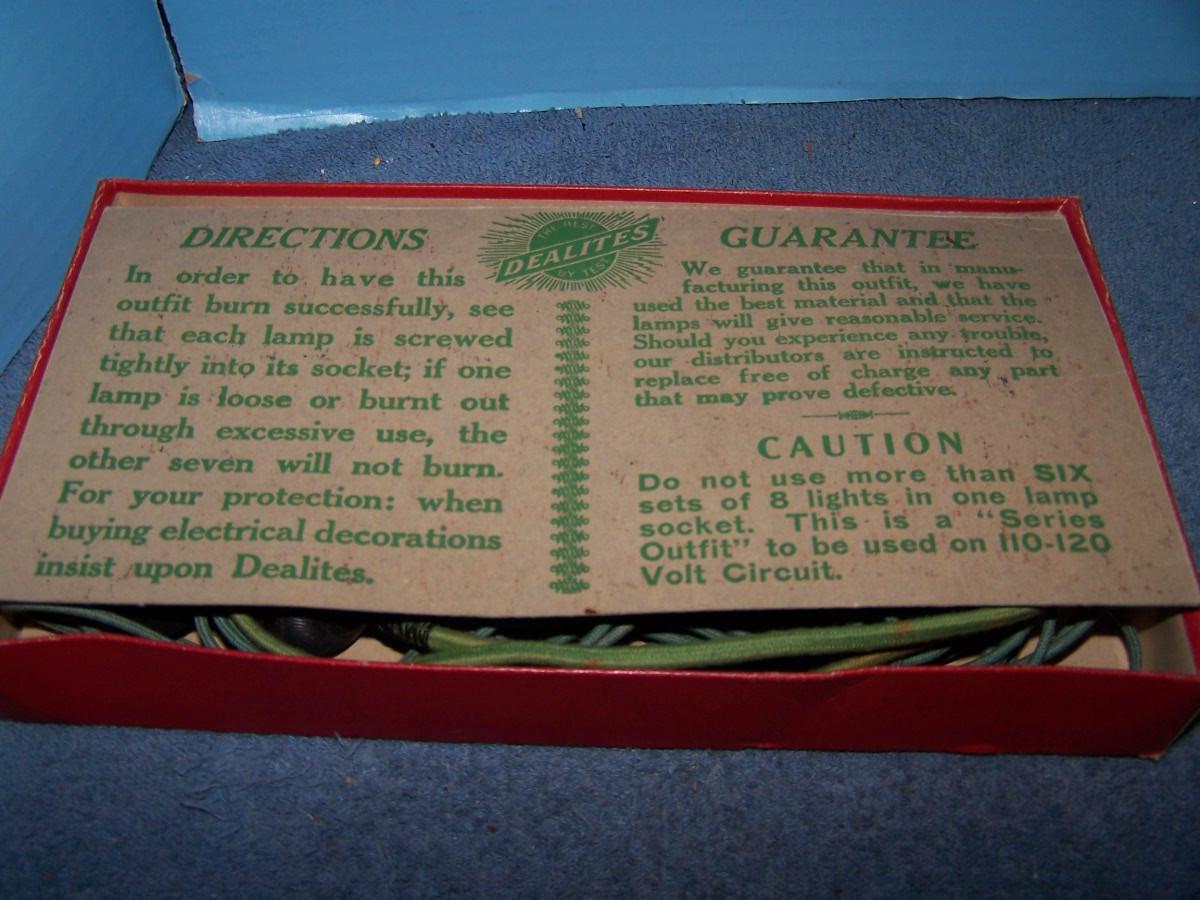 DIRECTIONS
In order to have this
outfit burn successfully, see
that each lamp is screwed
tightly into its socket; if one
lamp is loose or burnt out
through excessive use, the
other seven will not burn.
For your protection: when
buying electrical decorations
insist upon Dealites.
THE BEST
DEALITES
BY TEST
GUARANTEE
We guarantee that in manu-
facturing this outfit, we have
used the best material and that the
lamps will give reasonable service.
Should you experience any trouble,
our distributors are instructed to
replace free of charge any part
that may prove defective.
CAUTION
Do not use more than SIX
sets of 8 lights in one lamp
socket. This is a "Series
Outfit" to be used on 110-120
Volt Circuit.